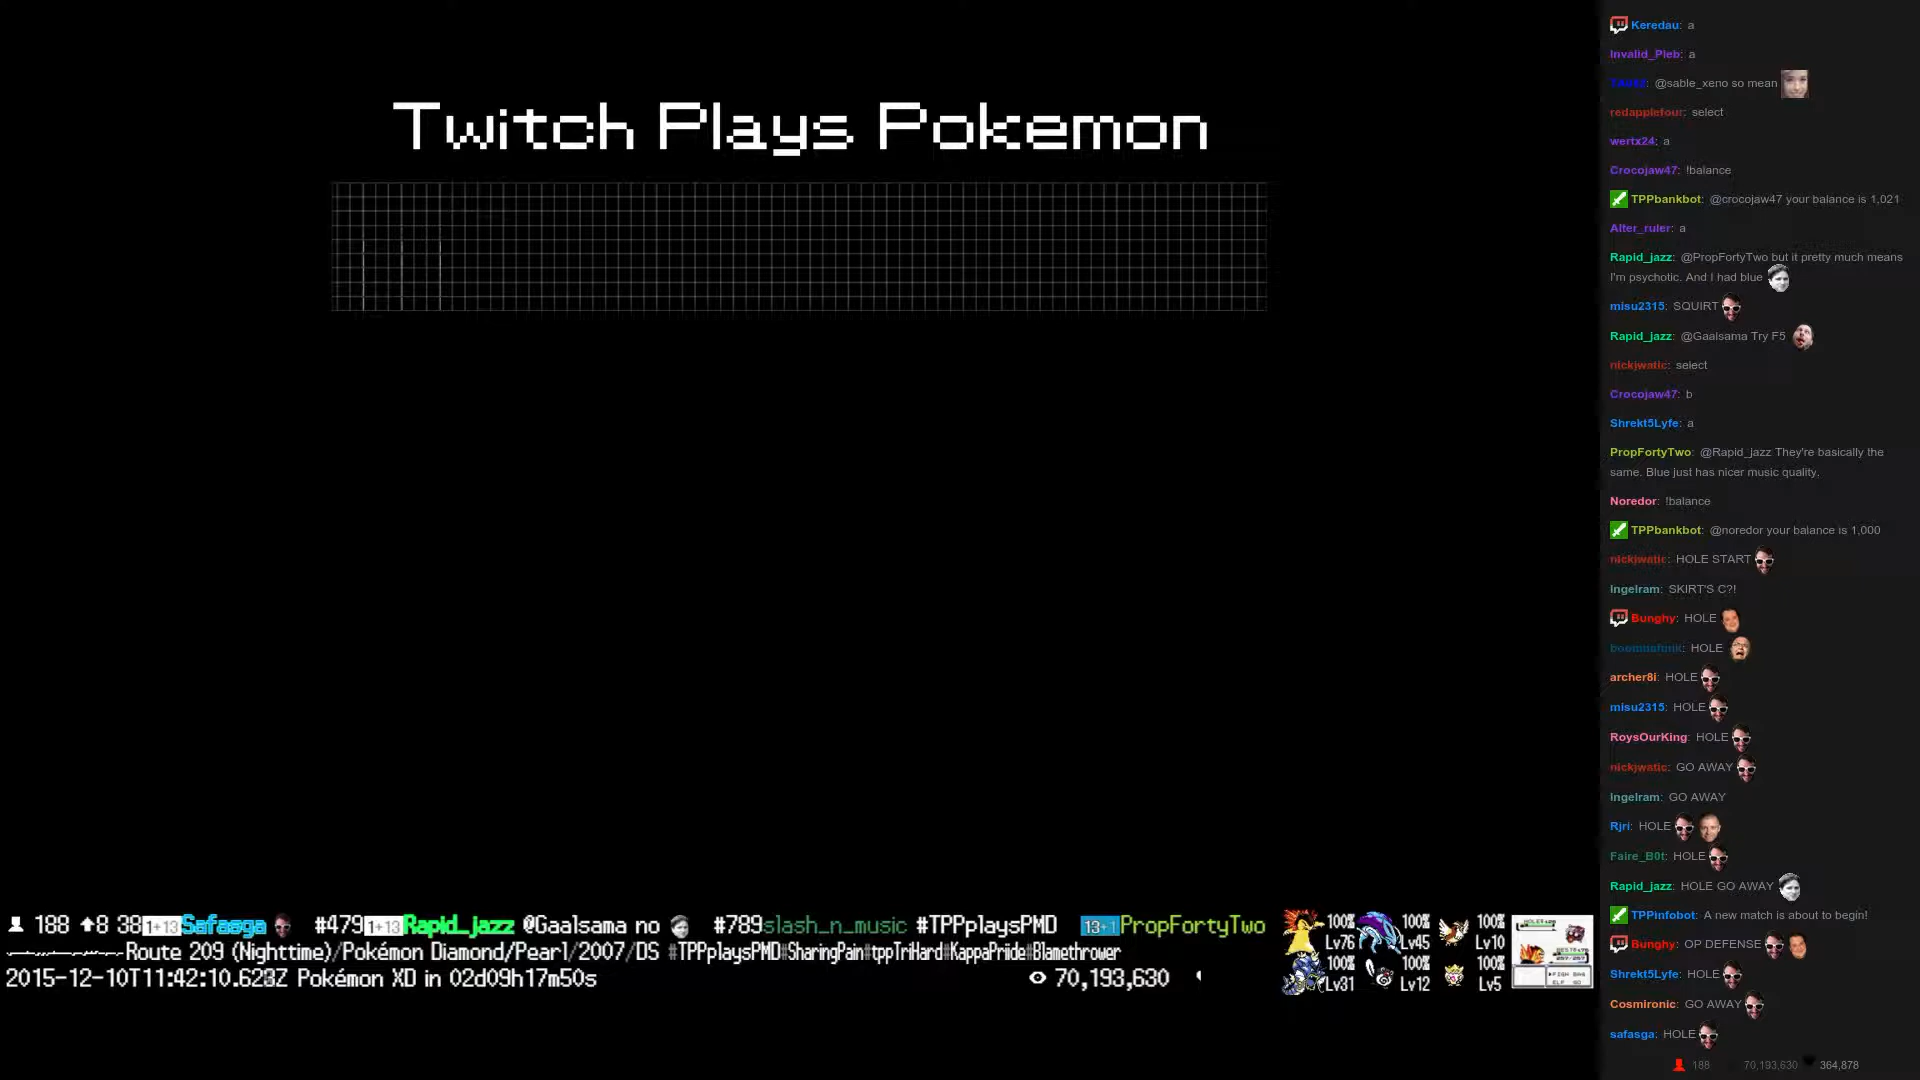 Twitch Plays Pokemon
188 8 38 1+13 Safasga #479 1+13 Rapid_jazz @Gaalsama no #789 slash_n_music #TPPplaysPMD 13+1 PropFortyTwo
Route 209 (Nighttime)/Pokémon Diamond/Pearl/2007/DS #TPPplaysPMD#SharingPain#tppTriHard#KappaPride#Blamethrower
2015-12-10T11:42:10.62 Z Pokémon XD in 02d09h17m50s 70,193,630
100% 100% 100%
Lv76 Lv45 Lv10
100% 100% 100%
Lv31 Lv12 Lv5
Keredau: a
Invalid_Pleb: a
@sable_xeno so mean
redapplefour: select
wertx24: a
Crocojaw47: !balance
TPPbankbot: @crocojaw47 your balance is 1,021
Alter_ruler: a
Rapid_jazz: @PropFortyTwo but it pretty much means
I'm psychotic. And I had blue
misu2315: SQUIRT
Rapid_jazz: @Gaalsama Try F5
nickjwatic: select
Crocojaw47: b
Shrekt5Lyfe: a
PropFortyTwo: @Rapid_jazz They're basically the
same. Blue just has nicer music quality.
Noredor: !balance
TPPbankbot: @noredor your balance is 1,000
nickjwatic: HOLE START
Ingelram: SKIRT'S C?!
Bunghy: HOLE
HOLE
archer8i: HOLE
misu2315: HOLE
RoysOurKing: HOLE
nickjwatic: GO AWAY
Ingelram: GO AWAY
Rjri: HOLE
Faire_B0t: HOLE
Rapid_jazz: HOLE GO AWAY
TPPinfobot: A new match is about to begin!
Bunghy: OP DEFENSE
Shrekt5Lyfe: HOLE
Cosmironic: GO AWAY
safasga: HOLE
188 70,193,630 364,878